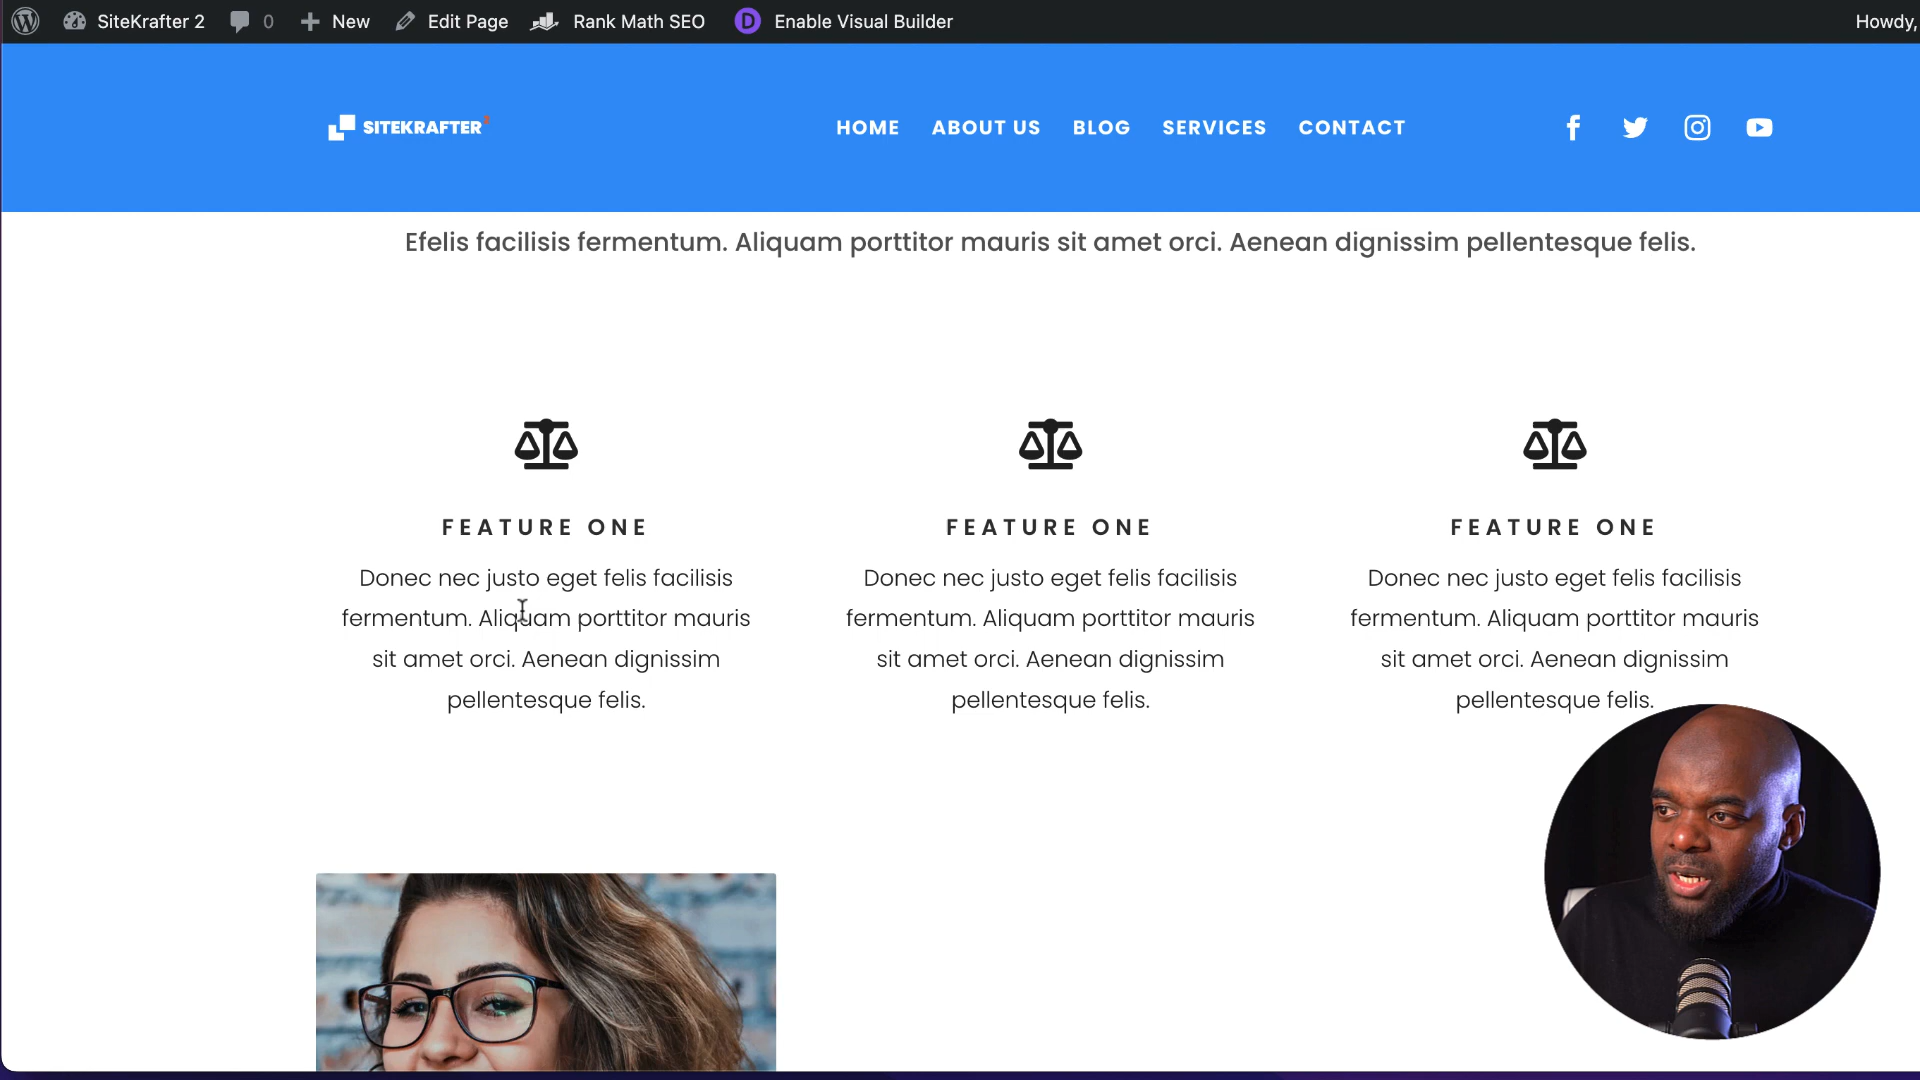 SiteKrafter 2 0 New Edit Page Rank Math SEO D Enable Visual Builder Howdy,
SITEKRAFTER HOME ABOUT US BLOG SERVICES CONTACT
Efelis facilisis fermentum. Aliquam porttitor mauris sit amet orci. Aenean dignissim pellentesque felis.
FEATURE ONE
Donec nec justo eget felis facilisis
fermentum. Aliquam porttitor mauris
sit amet orci. Aenean dignissim
pellentesque felis.
FEATURE ONE
Donec nec justo eget felis facilisis
fermentum. Aliquam porttitor mauris
sit amet orci. Aenean dignissim
pellentesque felis.
FEATURE ONE
Donec nec justo eget felis facilisis
fermentum. Aliquam porttitor mauris
sit amet orci. Aenean dignissim
pellentesque felis.